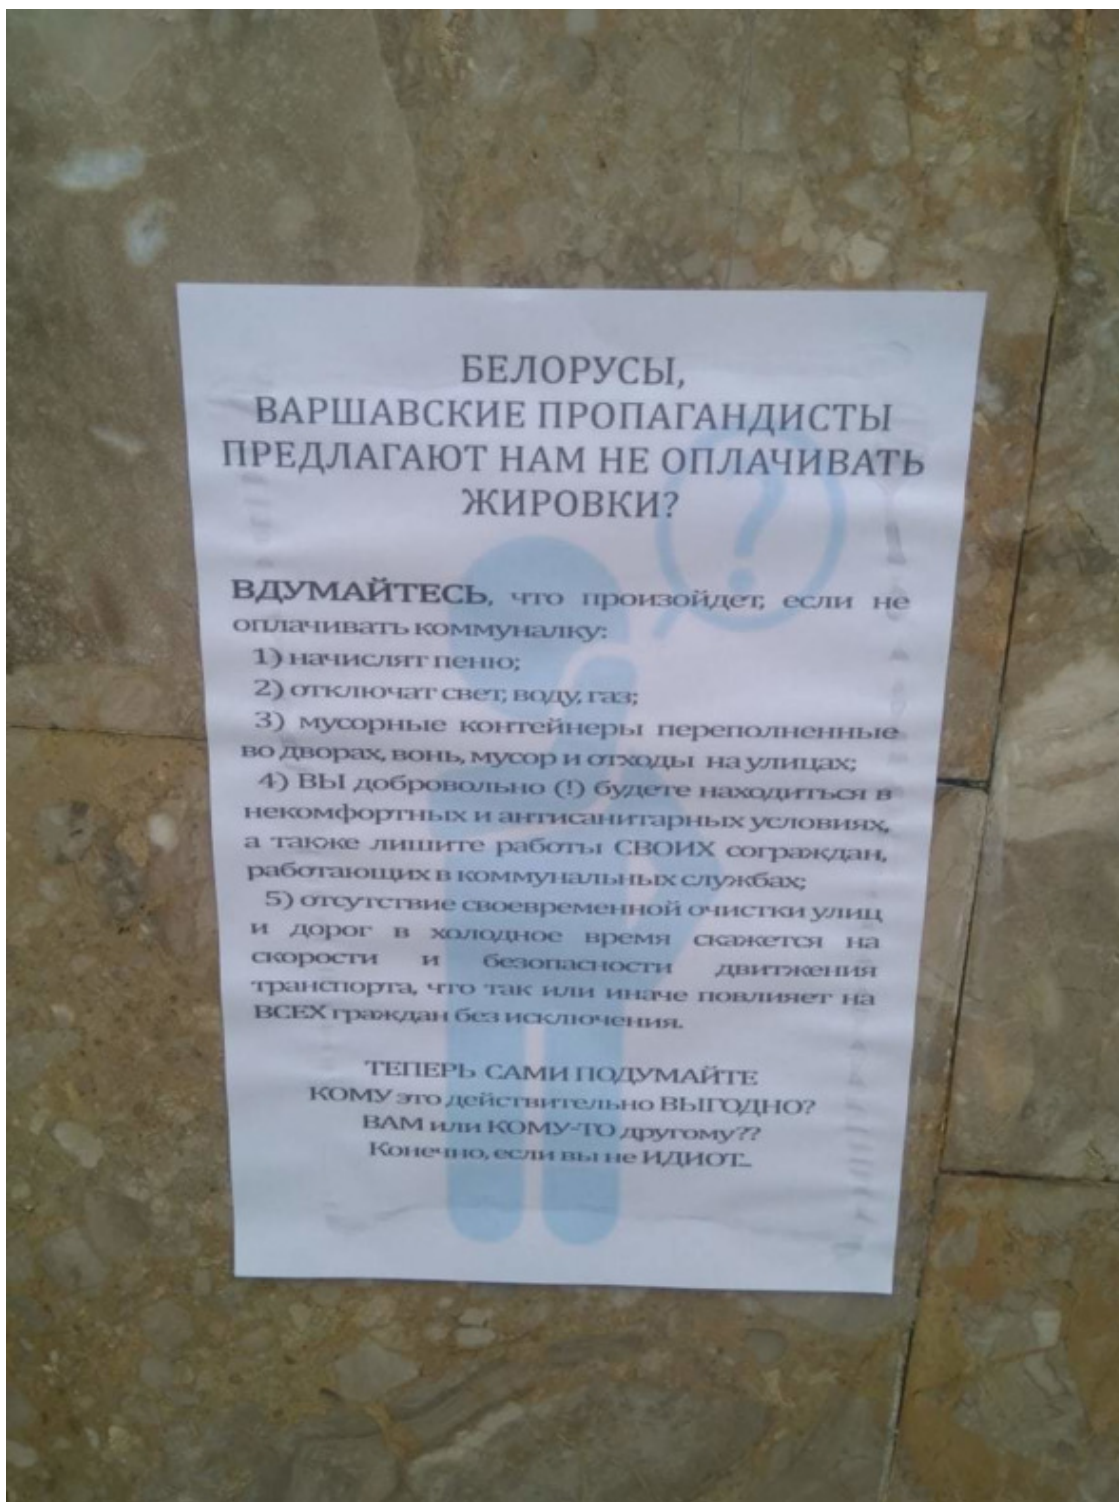 БЕЛОРУСЫ,
ВАРШАВСКИЕ ПРОПАГАНДИСТЫ
ПРЕДЛАГАЮТ НАМ НЕ ОПЛАЧИВАТЬ
ЖИРОВКИ?
ВДУМАЙТЕСЬ, что произойдет, если не
оплачивать коммуналку:
1) начислят пеню;
2) отключат свет, воду, газ;
3) мусорные контейнеры переполненные
во дворах, вонь, мусор и отходы на улицах;
4) ВЫ добровольно (!) будете находиться в
некомфортных и антисанитарных условиях,
а также лишите работы СВОИХ сограждан,
работающих в коммунальных службах;
5) отсутствие своевременной очистки улиц
и дорог в холодное время скажется на
скорости и безопасности двитжения
транспорта, что так или иначе повлияет на
ВСЕХ граждан без исключения.
ТЕПЕРЬ САМИ ПОДУМАЙТЕ
КОМУ это действительно ВЫГОДНО?
ВАМ или КОМУ-ТО другому??
Конечно, если вы не ИДИОТ...